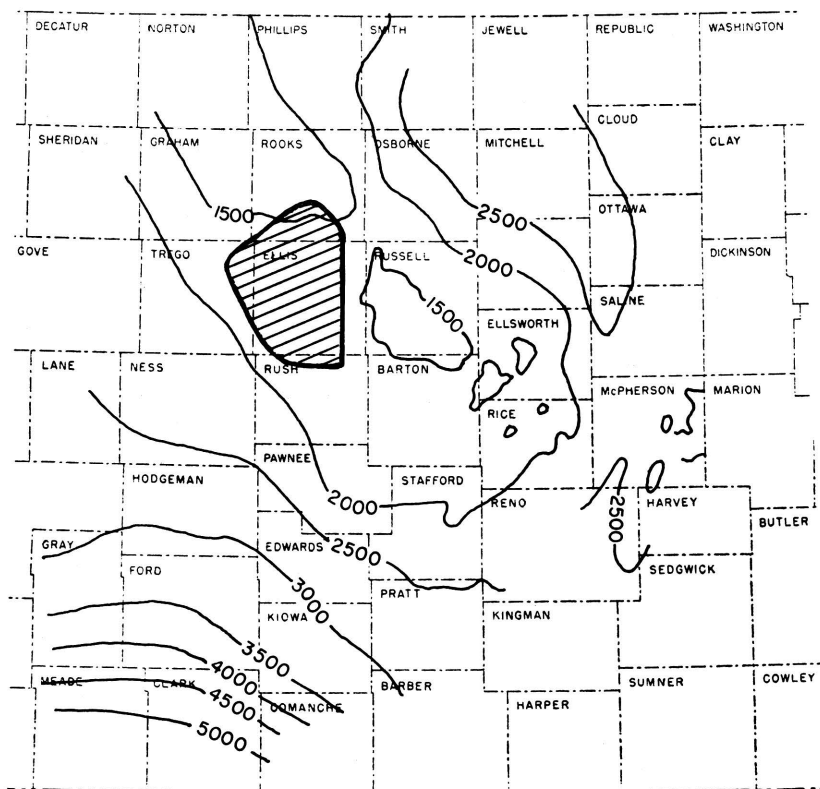 DECATUR NORTON PHILLIPS SMITH JEWELL REPUBLIC WASHINGTON
CLOUD
SHERIDAN GRAHAM ROOKS OSBORNE MITCHELL CLAY
1500 2500 OTTAWA
GOVE TREGO ELLIS RUSSELL 2000 DICKINSON
1500 SALINE
ELLSWORTH
LANE NESS RUSH BARTON McPHERSON MARION
RICE
PAWNEE
HODGEMAN 2000 STAFFORD RENO HARVEY
2500 BUTLER
GRAY EDWARDS 2500
FORD 3000 PRATT SEDGWICK
KIOWA KINGMAN
3500
4000
MEADE CLARK BARBER SUMNER COWLEY
4500 COMANCHE HARPER
5000